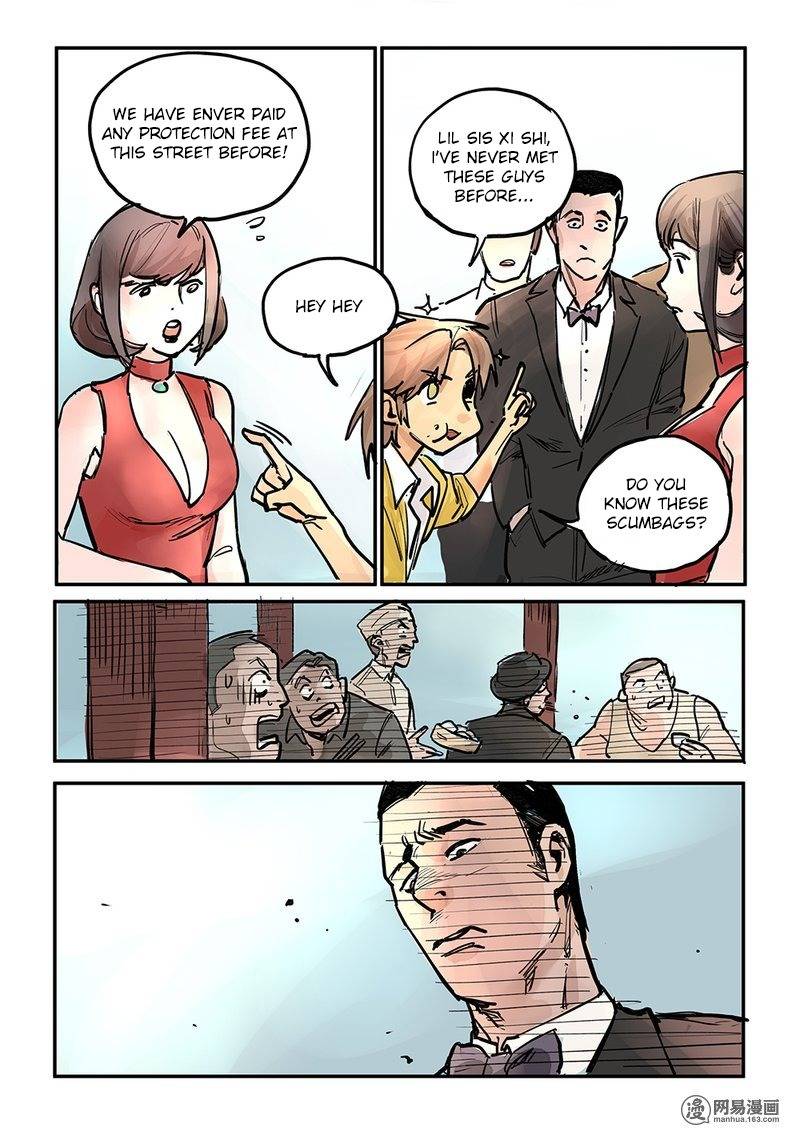 WE HAVE ENVER PAID
ANY PROTECTION FEE AT
THIS STREET BEFORE!
HEY HEY
LIL SIS XI SHI,
I'VE NEVER MET
THESE GUYS
BEFORE...
DO YOU
KNOW THESE
SCUMBAGS?
漫 网易漫画
manhua.163.com